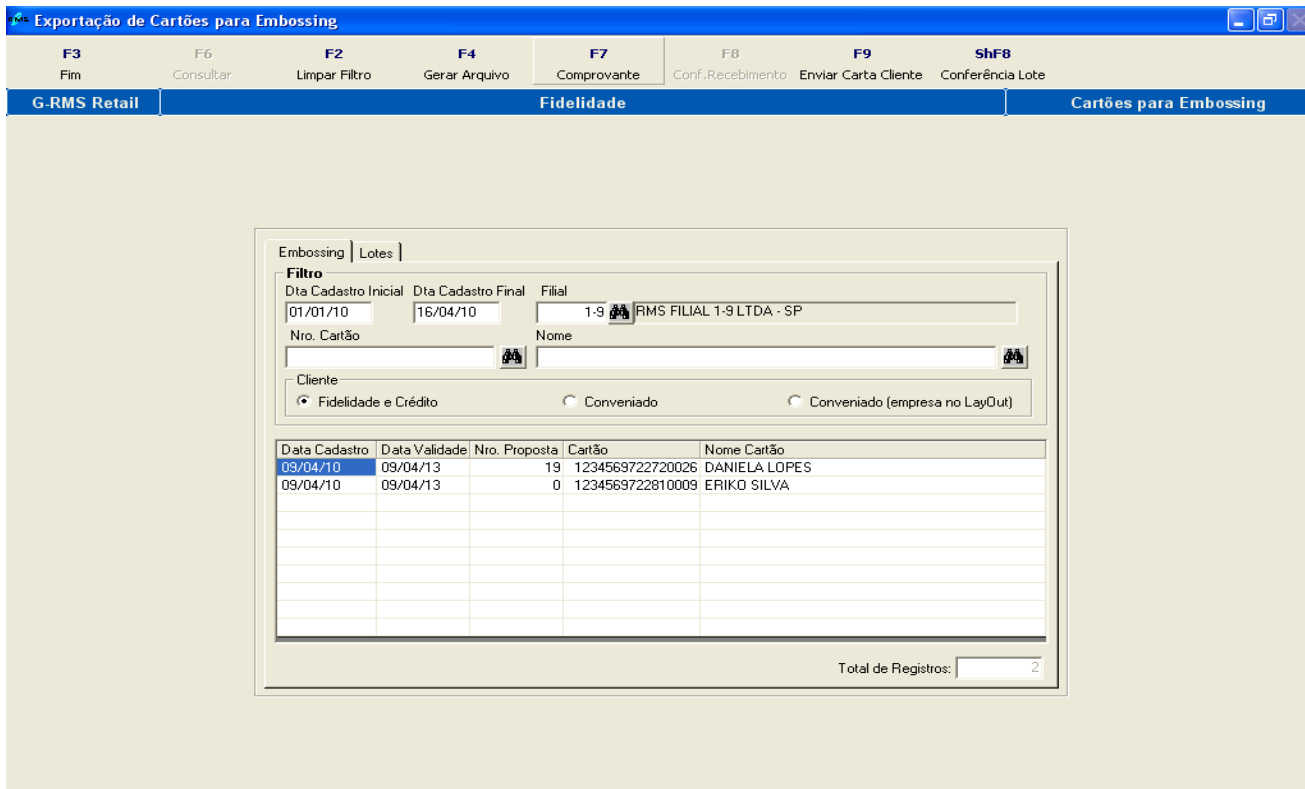 RMS Exportação de Cartões para Embossing
F3 F6 F2 F4 F7 F8 F9 ShF8
Fim Consultar Limpar Filtro Gerar Arquivo Comprovante Conf.Recebimento Enviar Carta Cliente Conferência Lote
G-RMS Retail Fidelidade Cartões para Embossing
Embossing Lotes
Filtro
Dta Cadastro Inicial Dta Cadastro Final Filial
01/01/10 16/04/10 1-9 RMS FILIAL 1-9 LTDA - SP
Nro. Cartão Nome
Cliente
Fidelidade e Crédito Conveniado Conveniado (empresa no LayOut)
Data Cadastro Data Validade Nro. Proposta Cartão Nome Cartão
09/04/10 09/04/13 19 1234569722720026 DANIELA LOPES
09/04/10 09/04/13 0 1234569722810009 ERIKO SILVA
Total de Registros: 2